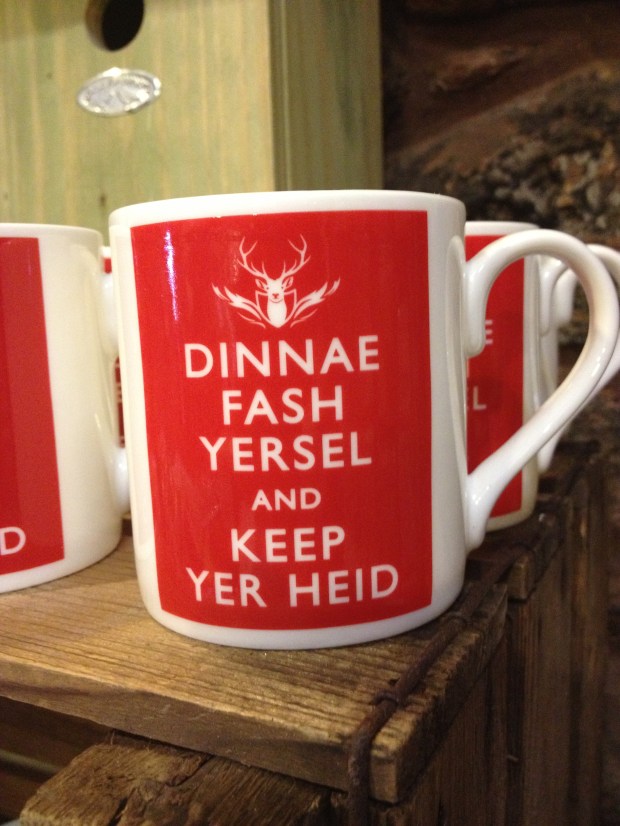 DINNAE
FASH
YERSEL
AND
KEEP
YER HEID
D
E
L